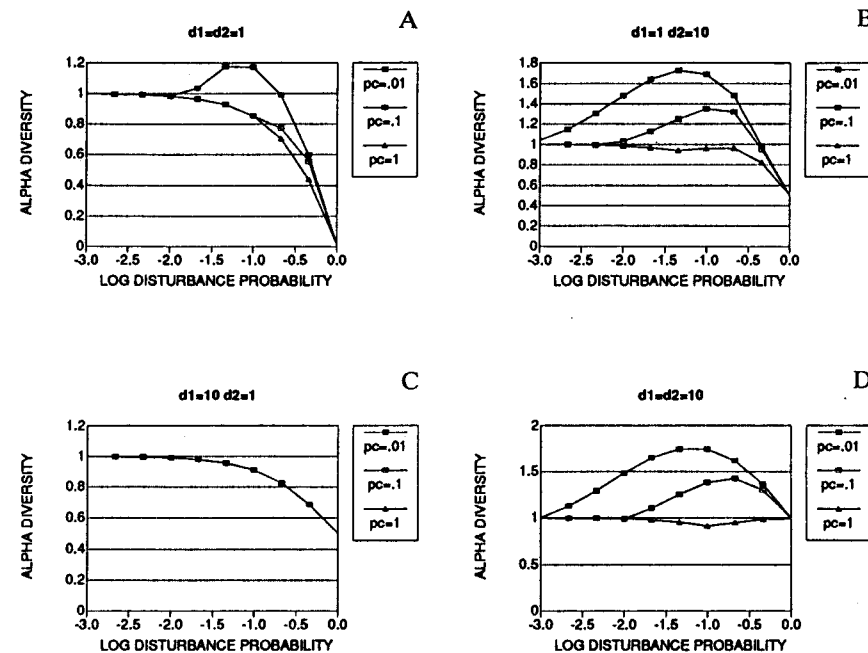 A
d1=d2=1
ALPHA DIVERSITY
1.2
1
0.8
0.6
0.4
0.2
0
-3.0 -2.5 -2.0 -1.5 -1.0 -0.5 0.0
LOG DISTURBANCE PROBABILITY
pc=.01
pc=.1
pc=1
B
d1=1 d2=10
ALPHA DIVERSITY
1.8
1.6
1.4
1.2
1
0.8
0.6
0.4
0.2
0
-3.0 -2.5 -2.0 -1.5 -1.0 -0.5 0.0
LOG DISTURBANCE PROBABILITY
pc=.01
pc=.1
pc=1
C
d1=10 d2=1
ALPHA DIVERSITY
1.2
1
0.8
0.6
0.4
0.2
0
-3.0 -2.5 -2.0 -1.5 -1.0 -0.5 0.0
LOG DISTURBANCE PROBABILITY
pc=.01
pc=.1
pc=1
D
d1=d2=10
ALPHA DIVERSITY
2
1.5
1
0.5
0
-3.0 -2.5 -2.0 -1.5 -1.0 -0.5 0.0
LOG DISTURBANCE PROBABILITY
pc=.01
pc=.1
pc=1